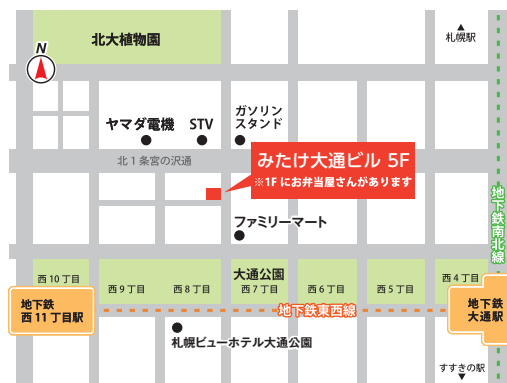 北大植物園
▲
札幌駅
N
ヤマダ電機
STV
ガソリン
スタンド
北1条宮の沢通
みたけ大通ビル 5F
※1Fにお弁当屋さんがあります
地下鉄南北線
ファミリーマート
西10丁目
西9丁目
西8丁目
大通公園
西7丁目
西6丁目
西5丁目
西4丁目
地下鉄
西11丁目駅
地下鉄東西線
地下鉄
大通駅
札幌ビューホテル大通公園
すすきの駅
▼